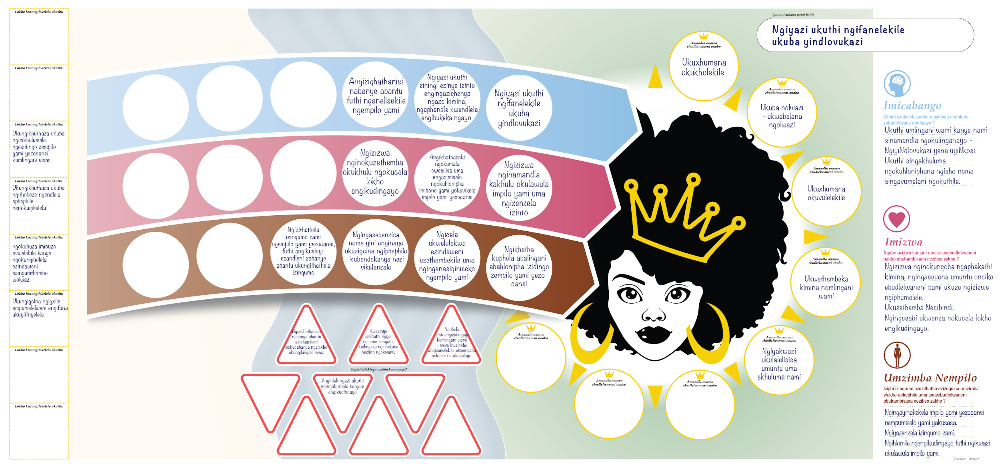 Lokho kuzongilekelela ukuthi:
Lokho kuzongilekelela ukuthi:
Lokho kuzongilekelela ukuthi:
Ukungikhuthaza ukuba
ngizikhulumele
ngezidingo zempilo
yami yezocansi
kumlingani wami
Lokho kuzongilekelela ukuthi:
Ukungikhuthaza ukuba
ngithokoze ngendlela
ephephile
nenokuqikelela
Lokho kuzongilekelela ukuthi:
ngokubuza imibuzo
evulelekile kanye
ngokungiholela
ezindaweni
ezingumthombo
wolwazi
Lokho kuzongilekelela ukuthi:
Ukungigcina ngigxile
empumelelweni engifuna
ukuyifinyelela
Lokho kuzongilekelela ukuthi:
Lokho kuzongilekelela ukuthi:
Angiziqhathanisi
nabanye abantu
futhi nganelisekile
ngempilo yami
Ngiyazi ukuthi
ziningi ezinye izinto
engingaziqhenya
ngazo kimina,
ngaphandle kwendlela
engibukeka ngayo
Ngiyazi ukuthi
ngifanelekile
ukuba
yindlovukazi
Ngizizwa
nginokuzethemba
okukhulu ngokucela
lokho
engikudingayo
Angikhathazeki
ngokumala
owesilisa uma
engazimisele
ngokuhlonipha
imibono yami yokuvikela
impilo yami yezocansi
Ngizizwa
nginamandla
kakhulu okulawula
impilo yami uma
ngizenzela
izinto
Ngizithathela
izinqumo zami
ngempilo yami yezocansi,
futhi angikushiyi
ezandleni zabanye
abantu ukungithathela
izinqumo
Ngingasebenzisa
noma yini enginayo
ukuzigcina ngiphephile
- kubandakanya nezi-
vikelanzalo
Ngicela
ukwelulekwa
ezindaweni
ezethembekile uma
ngingenasiqiniseko
ngempilo yami
Ngikhetha
kuphela abalingani
abahlonipha izidingo
zempilo yami yezo-
cansi
Ngiziqhathanisa
nabanye abantu
esikhundleni
sokucabanga ngalokho
okungilungele mina.
Kwesinye
isikhathi ngiye
ngibone sengathi
kudingeka ngibhekane
nezinto ngokwami.
Ngithola
izintoengizidingayo
kumlingani wami
- emva kwalokho
angivumelekile ukwenqaba
nakuphi na akucelayo.
Iziphi izinkinga ozobhekana nazo?
Angihlali ngazi ukuthi
ngingakuthola kanjani
engikudingayo
Amandla onawo
ebudlelwaneni onabo
Ukuxhumana
okukholekile
Amandla onawo
ebudlelwaneni onabo
Ukuba nolwazi
- ukwabelana
ngolwazi
Amandla onawo
ebudlelwaneni onabo
Ukuxhumana
okuvulelekile
Amandla onawo
ebudlelwaneni onabo
Ukwethembeka
kimina nomlingani
wami
Amandla onawo
ebudlelwaneni onabo
Ngiyakwazi
ukulalelisisa
umuntu uma
ekhuluma nami
Amandla onawo
ebudlelwaneni onabo
Amandla onawo
ebudlelwaneni onabo
Amandla onawo
ebudlelwaneni onabo
Igama lendana yami lithi:
Ngiyazi ukuthi ngifanelekile
ukuba yindlovukazi
Imicabango
Zithini izinkolelo zakho mayelana nenhlobo
yobudlelwano obufisayo ?
Ukuthi umlingani wami kanye nami
sinamandla ngokulinganayo -
NgiyiNdlovukazi yena uyiNkosi.
Ukuthi singakhuluma
ngokuhloniphana ngisho noma
singavumelani ngokuthile.
Imizwa
Ngabe uzizwa kanjani uma ususebudlelwaneni
bakho obuhambisana nezifiso zakho ?
Ngizizwa nginokunqoba ngaphakathi
kimina, ngingaseyena umuntu oncike
ebudlelwaneni bami ukuze ngizizwe
ngiphumelele.
Ukuzethemba Nesibindi.
Ngingesabi ukwenza nokucela lokho
engikudingayo.
Umzimba Nempilo
Iziphi izinqumo ozozithatha ezizogcina umzimba
wakho uphephile uma ususebudlelwaneni
obuhambisana nezifiso zakho ?
Ngingayinakekela impilo yami yezocansi
nempumelelo yami yakusasa.
Ngiyazenzela izinqumo zami.
Ngihlomile ngengikudingayo futhi ngikwazi
ukulawula impilo yami.
SESSION 1, Activity 2